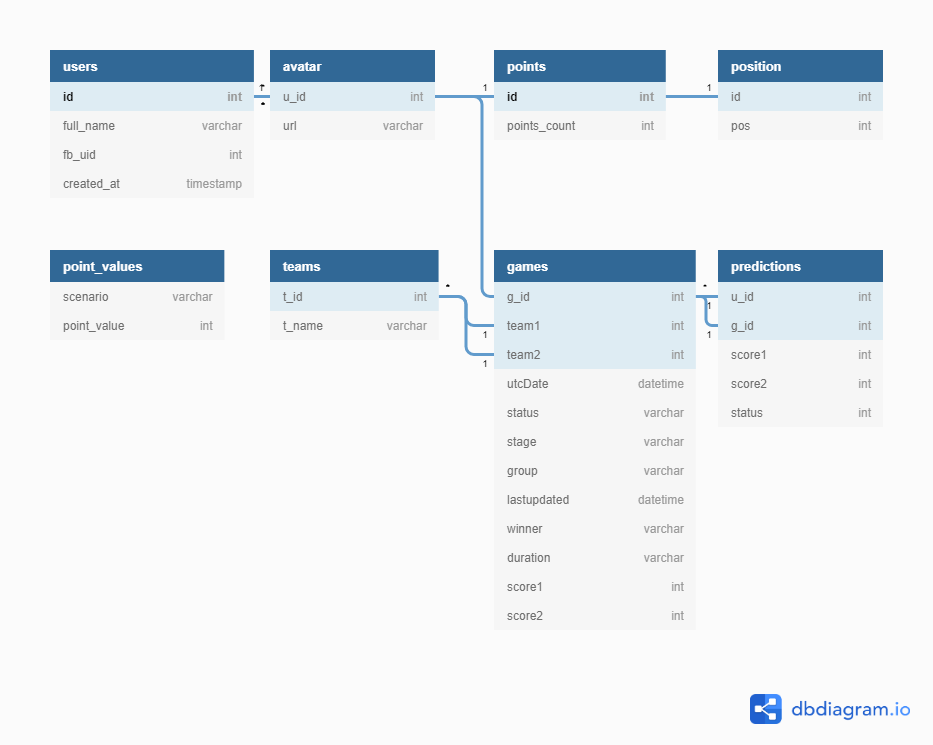 users
id int
full_name varchar
fb_uid int
created_at timestamp
avatar
u_id int
url varchar
points
id int
points_count int
position
id int
pos int
point_values
scenario varchar
point_value int
teams
t_id int
t_name varchar
games
g_id int
team1 int
team2 int
utcDate datetime
status varchar
stage varchar
group varchar
lastupdated datetime
winner varchar
duration varchar
score1 int
score2 int
predictions
u_id int
g_id int
score1 int
score2 int
status int
1
1
1
1
1
1
*
*
dbdiagram.io